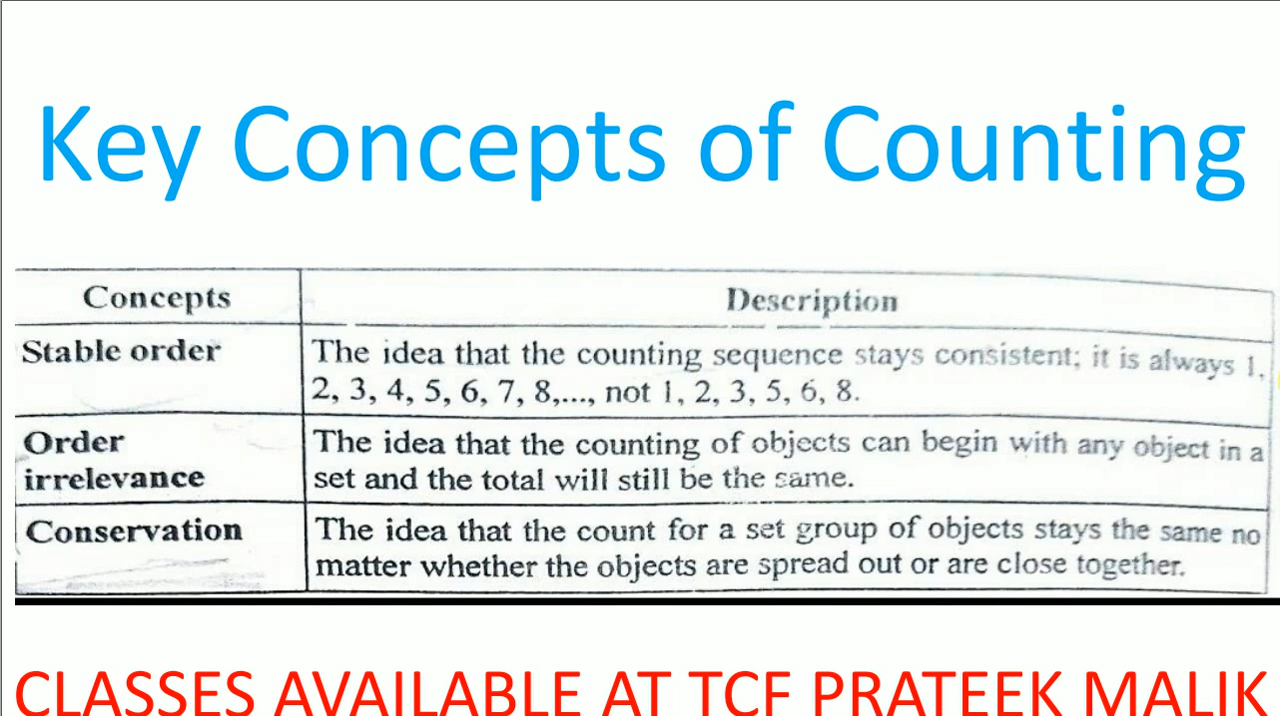 Key Concepts of Counting
Concepts
Description
Stable order
The idea that the counting sequence stays consistent; it is always 1,
2, 3, 4, 5, 6, 7, 8,..., not 1, 2, 3, 5, 6, 8.
Order
irrelevance
The idea that the counting of objects can begin with any object in a
set and the total will still be the same.
Conservation
The idea that the count for a set group of objects stays the same no
matter whether the objects are spread out or are close together.
CLASSES AVAILABLE AT TCF PRATEEK MALIK